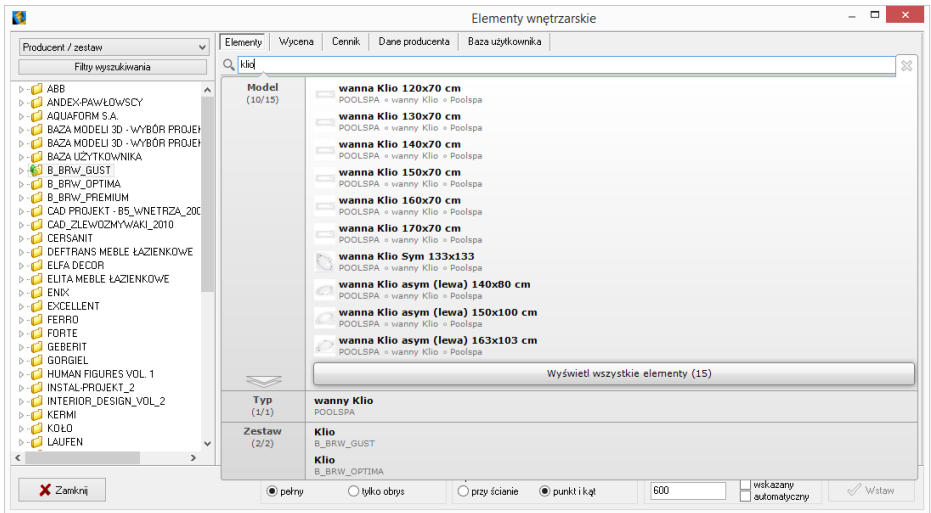 Elementy wnętrzarskie
Producent / zestaw
Filtry wyszukiwania
ABB
ANDEX-PAWŁOWSCY
AQUAFORM S.A.
BAZA MODELI 3D - WYBÓR PROJEK
BAZA MODELI 3D - WYBÓR PROJEK
BAZA UŻYTKOWNIKA
B_BRW_GUST
B_BRW_OPTIMA
B_BRW_PREMIUM
CAD PROJEKT - B5_WNETRZA_200
CAD_ZLEWOZMYWAKI_2010
CERSANIT
DEFTRANS MEBLE ŁAZIENKOWE
ELFA DECOR
ELITA MEBLE ŁAZIENKOWE
ENIX
EXCELLENT
FERRO
FORTE
GEBERIT
GORGIEL
HUMAN FIGURES VOL. 1
INSTAL-PROJEKT_2
INTERIOR_DESIGN_VOL_2
KERMI
KOŁO
LAUFEN
Zamknij
Elementy Wycena Cennik Dane producenta Baza użytkownika
klio
Model
(10/15)
wanna Klio 120x70 cm
POOLSPA » wanny Klio » Poolspa
wanna Klio 130x70 cm
POOLSPA » wanny Klio » Poolspa
wanna Klio 140x70 cm
POOLSPA » wanny Klio » Poolspa
wanna Klio 150x70 cm
POOLSPA » wanny Klio » Poolspa
wanna Klio 160x70 cm
POOLSPA » wanny Klio » Poolspa
wanna Klio 170x70 cm
POOLSPA » wanny Klio » Poolspa
wanna Klio Sym 133x133
POOLSPA » wanny Klio » Poolspa
wanna Klio asym (lewa) 140x80 cm
POOLSPA » wanny Klio » Poolspa
wanna Klio asym (lewa) 150x100 cm
POOLSPA » wanny Klio » Poolspa
wanna Klio asym (lewa) 163x103 cm
POOLSPA » wanny Klio » Poolspa
Wyświetl wszystkie elementy (15)
Typ
(1/1)
wanny Klio
POOLSPA
Zestaw
(2/2)
Klio
B_BRW_GUST
Klio
B_BRW_OPTIMA
pełny tylko obrys przy ścianie punkt i kąt 600 wskazany
automatyczny
Wstaw